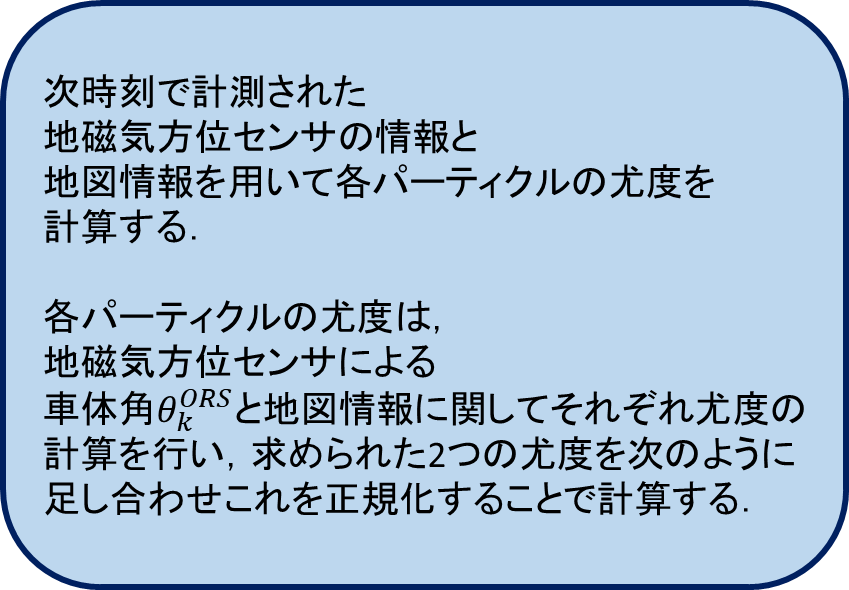 次時刻で計測された
地磁気方位センサの情報と
地図情報を用いて各パーティクルの尤度を
計算する.
各パーティクルの尤度は,
地磁気方位センサによる
車体角θ_k^{ORS}と地図情報に関してそれぞれ尤度の
計算を行い, 求められた2つの尤度を次のように
足し合わせこれを正規化することで計算する.